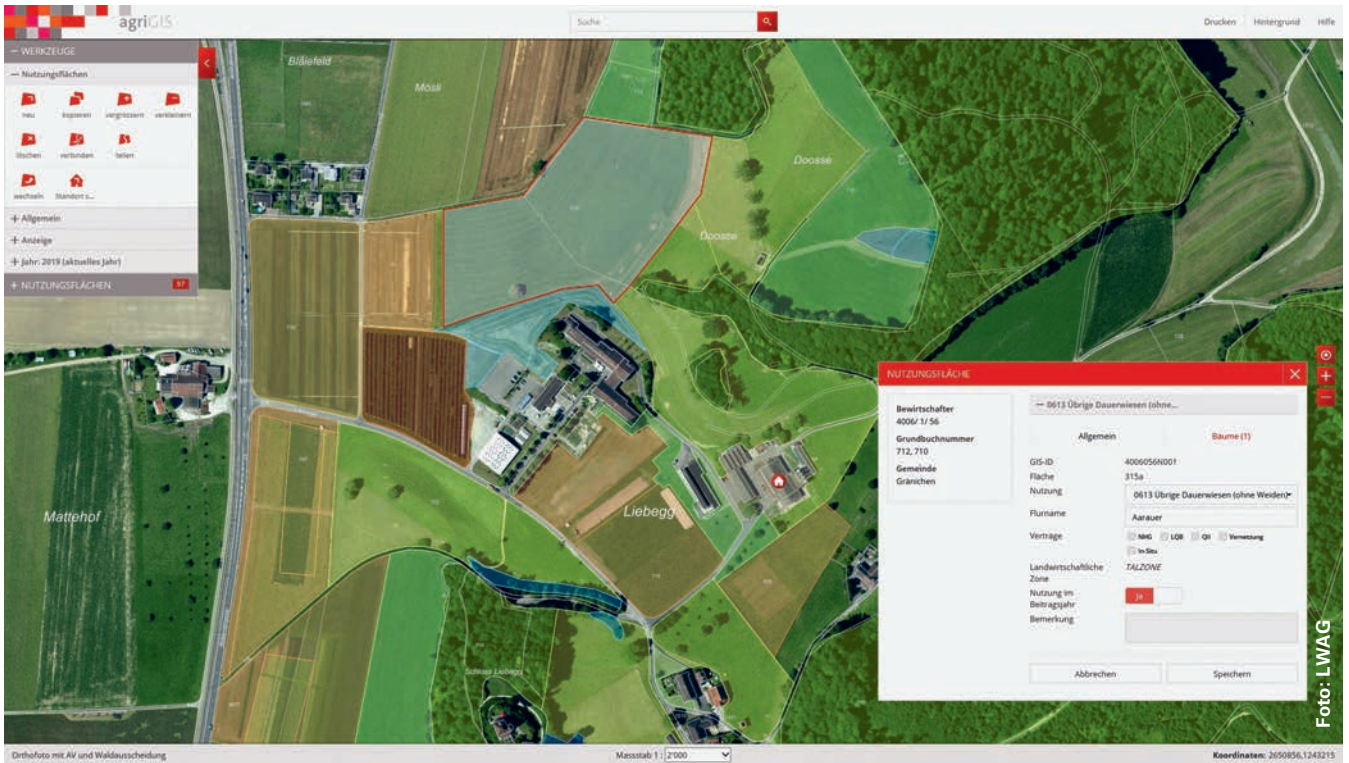 agriGIS
Suche
Drucken
Hintergrund
Hilfe
− WERKZEUGE
− Nutzungsflächen
neu
kopieren
vergrössern
verkleinern
löschen
verbinden
teilen
wechseln
Standort s...
+ Allgemein
+ Anzeige
+ Jahr: 2019 (aktuelles Jahr)
+ NUTZUNGSFLÄCHEN
57
Bläiefeld
Mösli
Doosse
Doosse
Mattehof
Liebegg
Schloss Liebegg
NUTZUNGSFLÄCHE
Bewirtschafter
4006/ 1/ 56
Grundbuchnummer
712, 710
Gemeinde
Gränichen
− 0613 Übrige Dauerwiesen (ohne...
Allgemein
Bäume (1)
GIS-ID 4006056N001
Fläche 315a
Nutzung 0613 Übrige Dauerwiesen (ohne Weiden)
Flurname Aarauer
Verträge NHG LQB QII Vernetzung
In-Situ
Landwirtschaftliche TALZONE
Zone
Nutzung im Ja
Beitragsjahr
Bemerkung
Abbrechen
Speichern
Foto: LWAG
Orthofoto mit AV und Waldausscheidung
Massstab 1 : 2'000
Koordinaten: 2650856,1243215